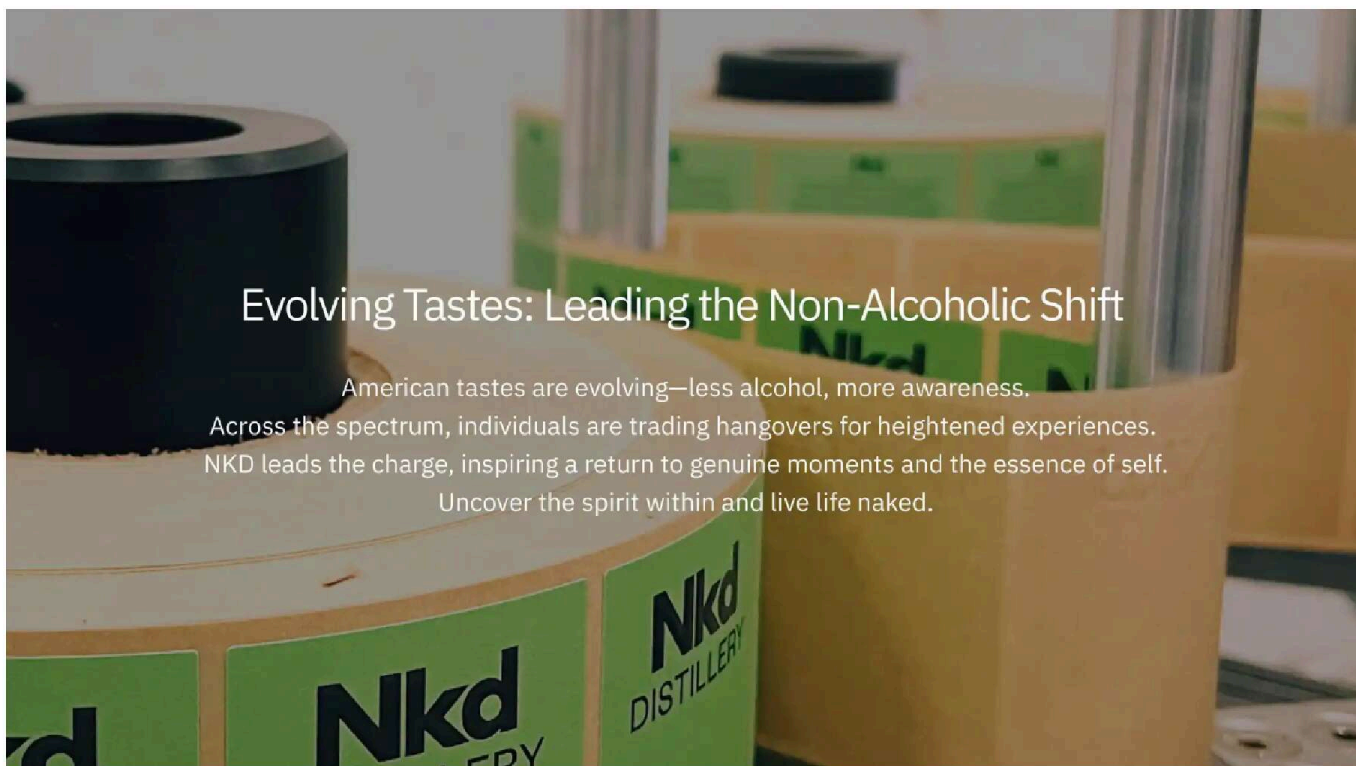 Evolving Tastes: Leading the Non-Alcoholic Shift
American tastes are evolving—less alcohol, more awareness.
Across the spectrum, individuals are trading hangovers for heightened experiences.
NKD leads the charge, inspiring a return to genuine moments and the essence of self.
Uncover the spirit within and live life naked.
Nkd
Nkd
DISTILLERY
Nkd